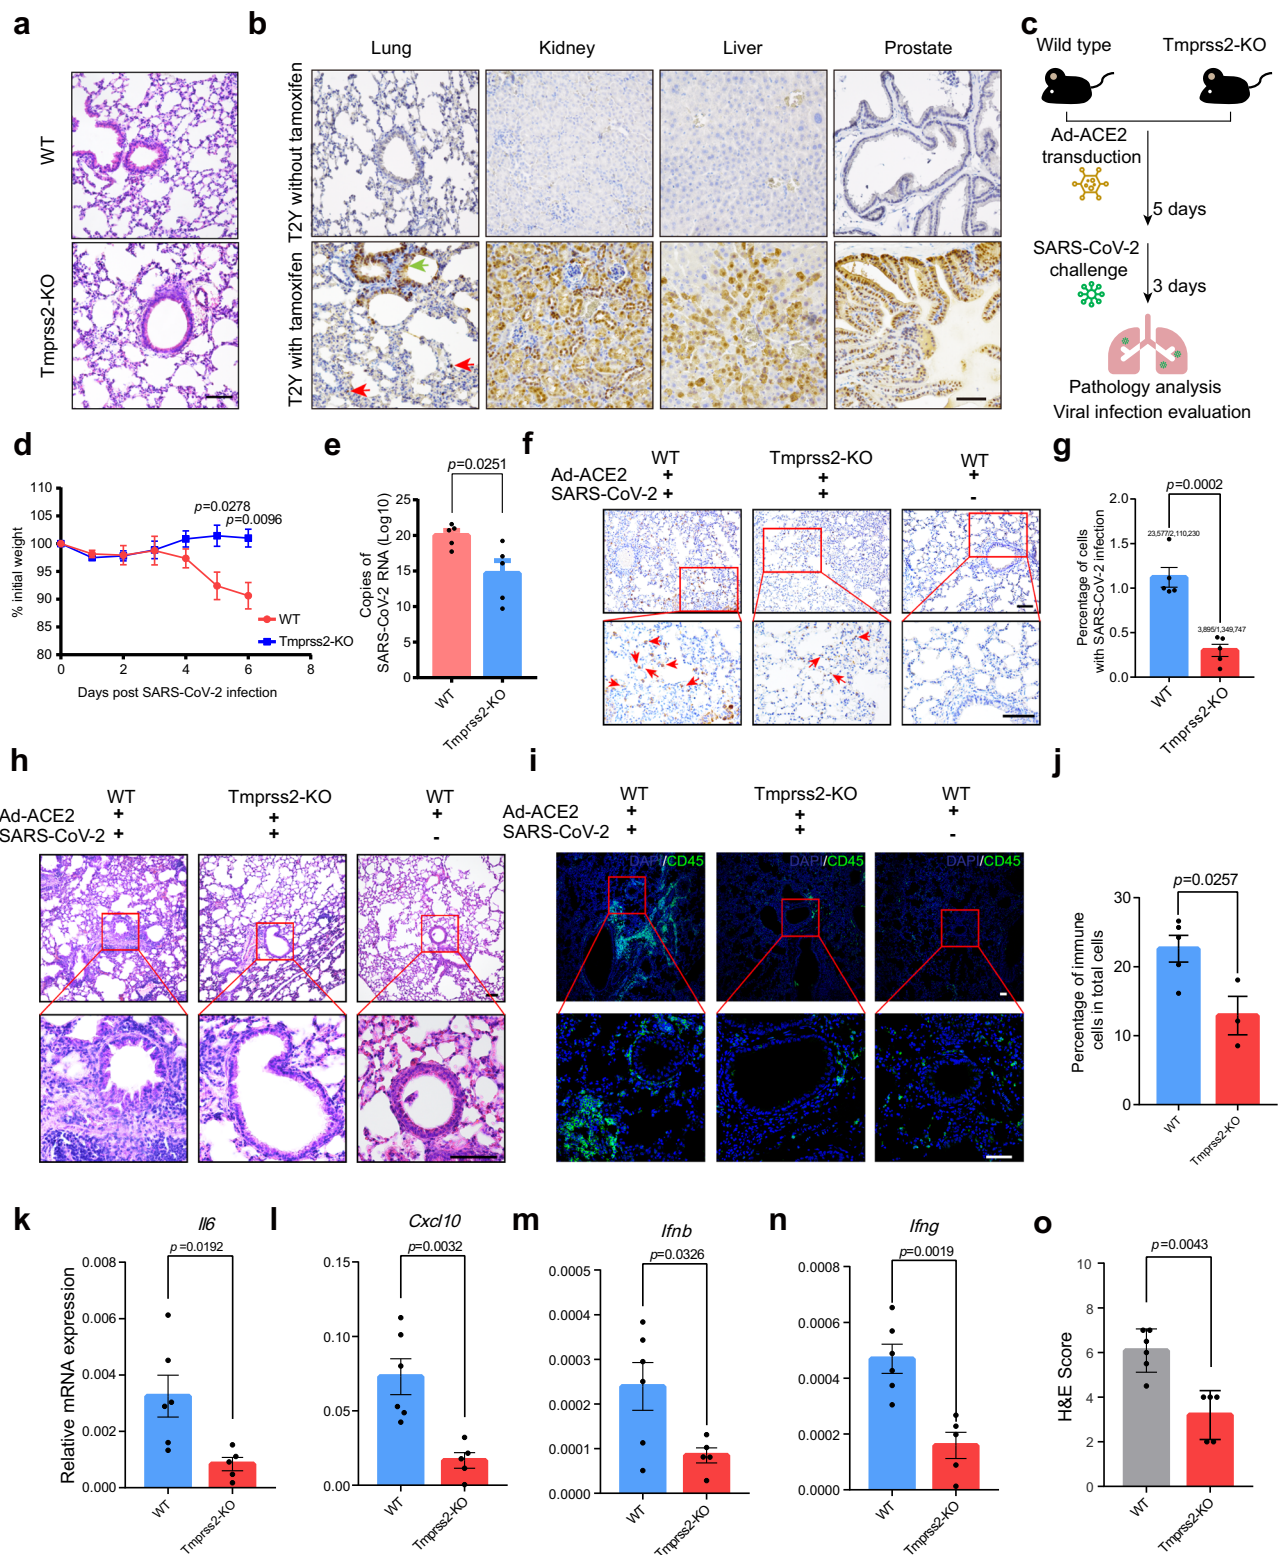 a
WT
Tmprss2-KO
b
Lung
Kidney
Liver
Prostate
T2Y without tamoxifen
T2Y with tamoxifen
c
Wild type
Tmprss2-KO
Ad-ACE2
transduction
5 days
SARS-CoV-2
challenge
3 days
Pathology analysis
Viral infection evaluation
d
% initial weight
110
105
100
95
90
85
80
p=0.0278
p=0.0096
WT
Tmprss2-KO
0
2
4
6
8
Days post SARS-CoV-2 infection
e
Copies of
SARS-CoV-2 RNA (Log10)
p=0.0251
25
20
15
10
5
0
WT
Tmprss2-KO
f
WT
Tmprss2-KO
WT
Ad-ACE2
+
+
+
SARS-CoV-2
+
+
-
g
Percentage of cells
with SARS-CoV-2 infection
p=0.0002
2.0
1.5
1.0
0.5
0.0
23,577/2,110,230
3,895/1,349,747
WT
Tmprss2-KO
h
WT
Tmprss2-KO
WT
Ad-ACE2
+
+
+
SARS-CoV-2
+
+
-
i
WT
Tmprss2-KO
WT
Ad-ACE2
+
+
+
SARS-CoV-2
+
+
-
DAPI/CD45
DAPI/CD45
DAPI/CD45
j
Percentage of immune
cells in total cells
p=0.0257
30
20
10
0
WT
Tmprss2-KO
k
Il6
p=0.0192
Relative mRNA expression
0.008
0.006
0.004
0.002
0.000
WT
Tmprss2-KO
l
Cxcl10
p=0.0032
0.15
0.10
0.05
0.00
WT
Tmprss2-KO
m
Ifnb
p=0.0326
0.0005
0.0004
0.0003
0.0002
0.0001
0.0000
WT
Tmprss2-KO
n
Ifng
p=0.0019
0.0008
0.0006
0.0004
0.0002
0.0000
WT
Tmprss2-KO
o
H&E Score
p=0.0043
10
8
6
4
2
0
WT
Tmprss2-KO